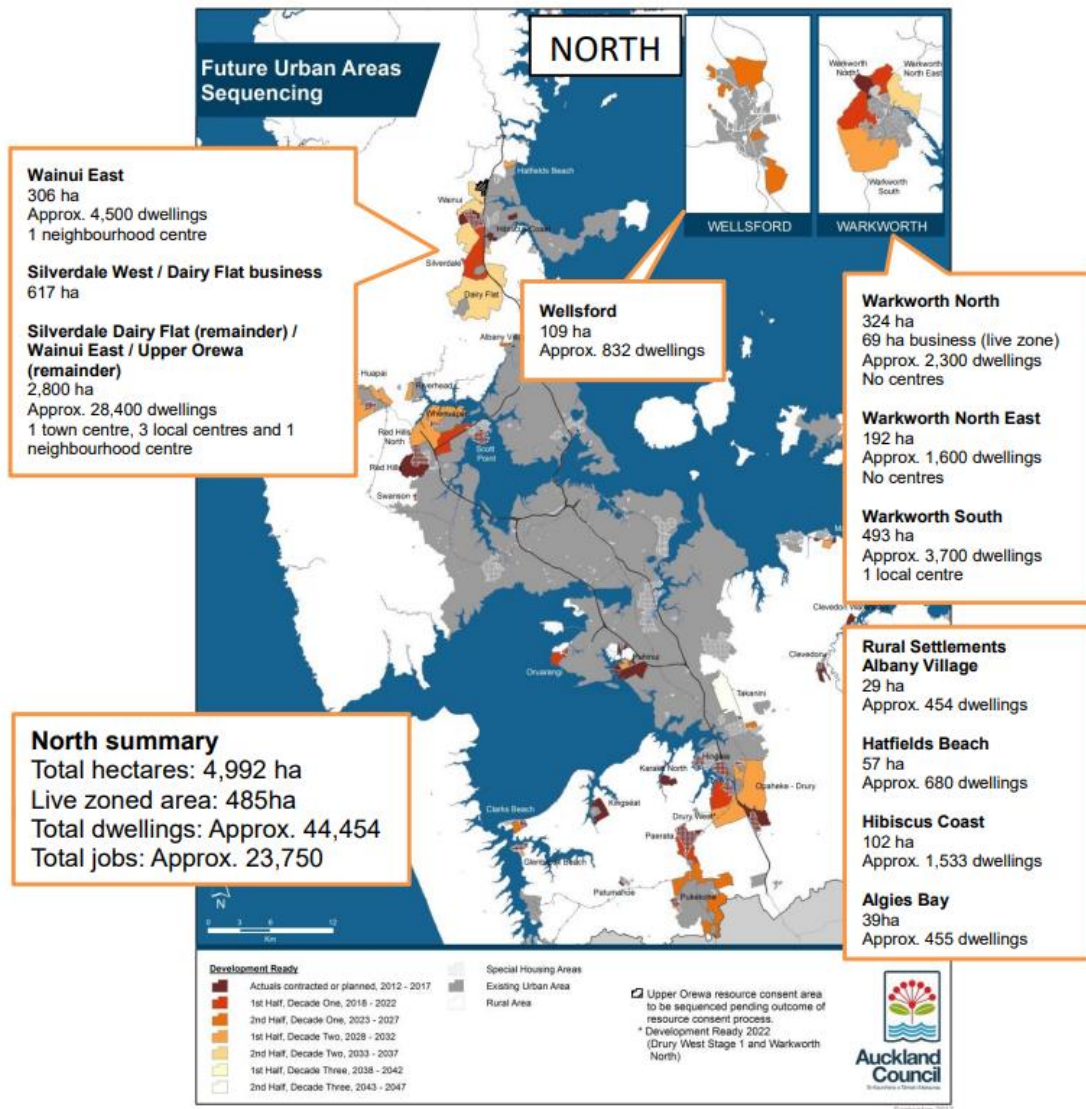 NORTH
Future Urban Areas
Sequencing
Warkworth
North*
Warkworth
North East
Warkworth
South
WELLSFORD
WARKWORTH
Wainui East
306 ha
Approx. 4,500 dwellings
1 neighbourhood centre
Silverdale West / Dairy Flat business
617 ha
Silverdale Dairy Flat (remainder) /
Wainui East / Upper Orewa
(remainder)
2,800 ha
Approx. 28,400 dwellings
1 town centre, 3 local centres and 1
neighbourhood centre
Wellsford
109 ha
Approx. 832 dwellings
Warkworth North
324 ha
69 ha business (live zone)
Approx. 2,300 dwellings
No centres
Warkworth North East
192 ha
Approx. 1,600 dwellings
No centres
Warkworth South
493 ha
Approx. 3,700 dwellings
1 local centre
Rural Settlements
Albany Village
29 ha
Approx. 454 dwellings
Hatfields Beach
57 ha
Approx. 680 dwellings
Hibiscus Coast
102 ha
Approx. 1,533 dwellings
Algies Bay
39ha
Approx. 455 dwellings
North summary
Total hectares: 4,992 ha
Live zoned area: 485ha
Total dwellings: Approx. 44,454
Total jobs: Approx. 23,750
Hatfields Beach
Wainui
Hibiscus Coast
Silverdale
Dairy Flat
Huapai
Riverhead
Whenuapai
Red Hills
North
Scott
Point
Red Hills
Swanson
Oruarangi
Puhinui
Clevedon
Takanini
Hingaia
Karaka North
Opaheke - Drury
Kingseat
Drury West*
Clarks Beach
Paerata
Glenbrook Beach
Patumahoe
Pukekohe
N
0 3 6 12
Km
Development Ready
Actuals contracted or planned, 2012 - 2017
1st Half, Decade One, 2018 - 2022
2nd Half, Decade One, 2023 - 2027
1st Half, Decade Two, 2028 - 2032
2nd Half, Decade Two, 2033 - 2037
1st Half, Decade Three, 2038 - 2042
2nd Half, Decade Three, 2043 - 2047
Special Housing Areas
Existing Urban Area
Rural Area
Upper Orewa resource consent area
to be sequenced pending outcome of
resource consent process.
* Development Ready 2022
(Drury West Stage 1 and Warkworth
North)
Auckland
Council